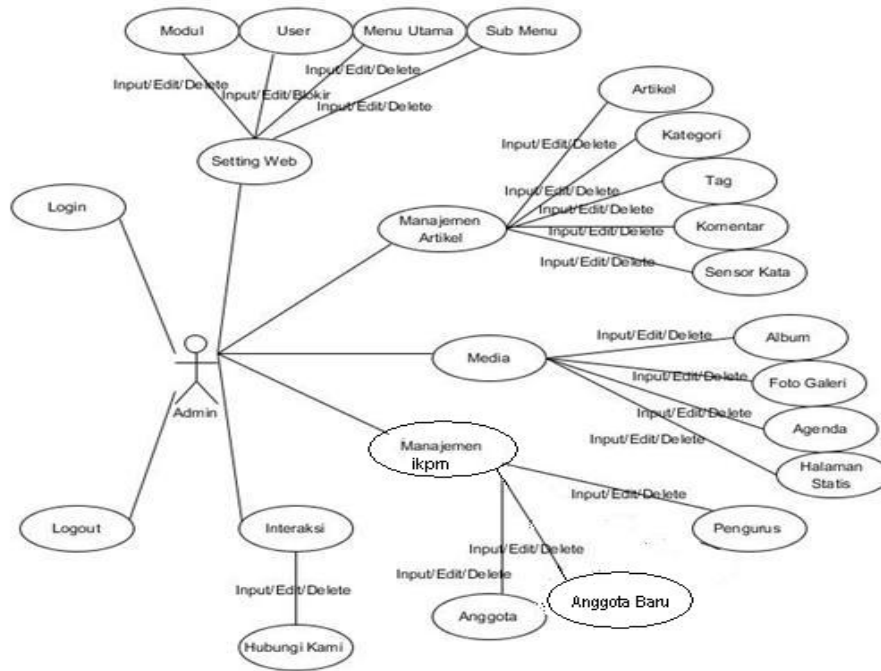 Modul
User
Menu Utama
Sub Menu
Input/Edit/Delete
Input/Edit/Blokir
Input/Edit/Delete
Input/Edit/Delete
Setting Web
Artikel
Input/Edit/Delete
Kategori
Input/Edit/Delete
Tag
Input/Edit/Delete
Komentar
Input/Edit/Delete
Sensor Kata
Input/Edit/Delete
Manajemen
Artikel
Login
Admin
Logout
Media
Input/Edit/Delete
Album
Input/Edit/Delete
Foto Galeri
Input/Edit/Delete
Agenda
Input/Edit/Delete
Halaman
Statis
Manajemen
ikpm
Input/Edit/Delete
Pengurus
Input/Edit/Delete
Anggota Baru
Input/Edit/Delete
Anggota
Interaksi
Input/Edit/Delete
Hubungi Kami